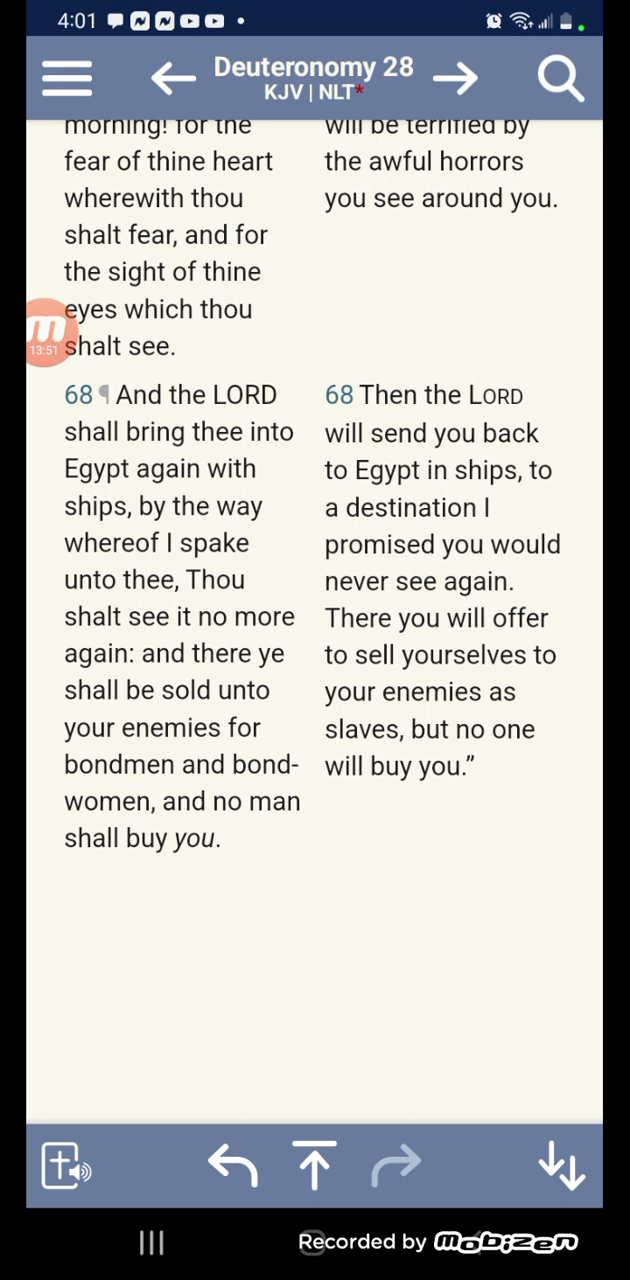 4:01
Deuteronomy 28
KJV | NLT*
morning! for the
fear of thine heart
wherewith thou
shalt fear, and for
the sight of thine
eyes which thou
shalt see.
68 ¶ And the LORD
shall bring thee into
Egypt again with
ships, by the way
whereof I spake
unto thee, Thou
shalt see it no more
again: and there ye
shall be sold unto
your enemies for
bondmen and bond-
women, and no man
shall buy you.
will be terrified by
the awful horrors
you see around you.
68 Then the LORD
will send you back
to Egypt in ships, to
a destination I
promised you would
never see again.
There you will offer
to sell yourselves to
your enemies as
slaves, but no one
will buy you.”
m
13:51
Recorded by mobizen